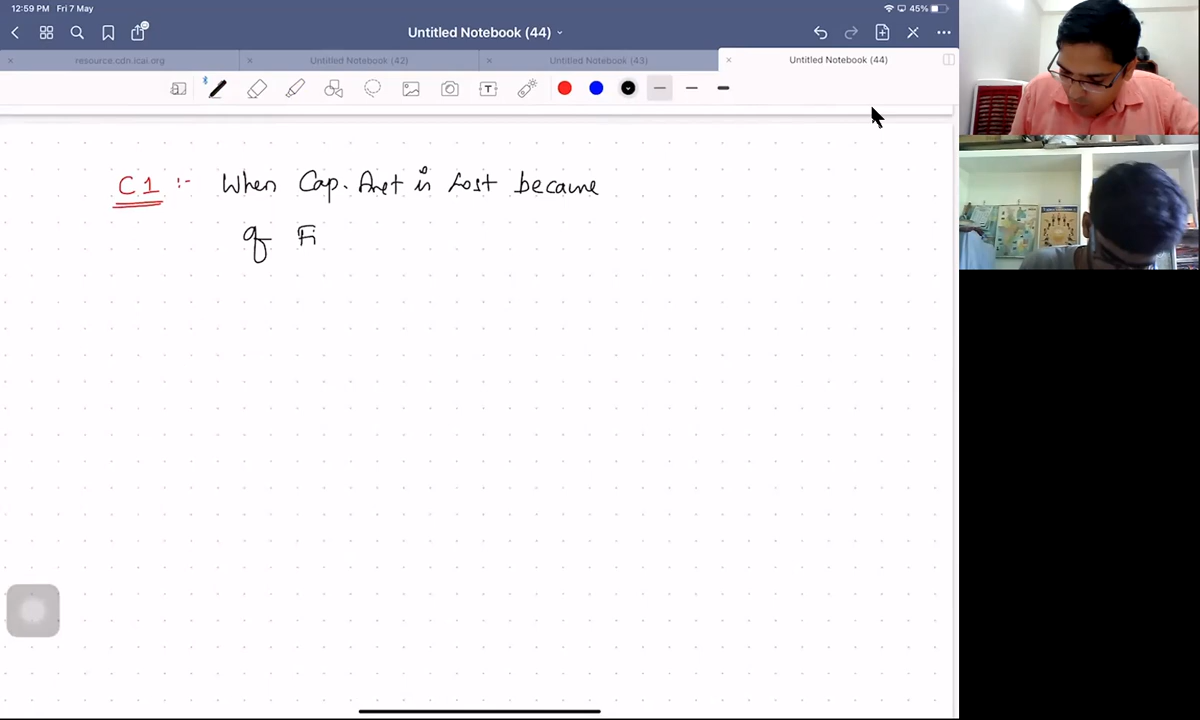 12:59 PM Fri 7 May
45%
Untitled Notebook (44)
resource.cdn.icai.org
Untitled Notebook (42)
Untitled Notebook (43)
Untitled Notebook (44)
T
C1 :- When Cap. Asset is Lost because
of Fi